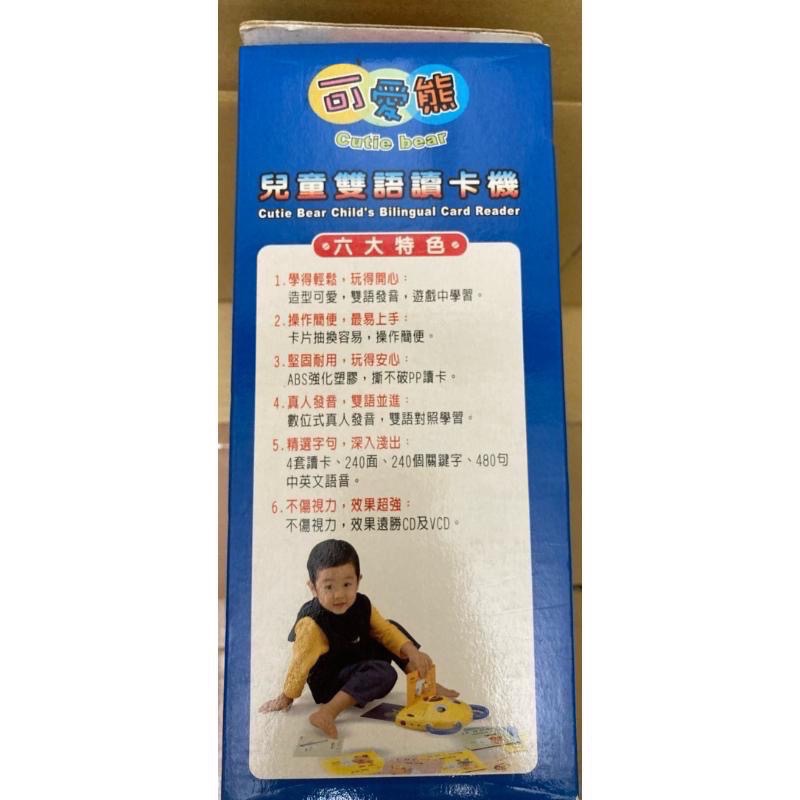 可愛熊
Cutie bear
兒童雙語讀卡機
Cutie Bear Child's Bilingual Card Reader
六大特色
1.學得輕鬆，玩得開心：
造型可愛，雙語發音，遊戲中學習。
2.操作簡便，最易上手：
卡片抽換容易，操作簡便。
3.堅固耐用，玩得安心：
ABS強化塑膠，撕不破PP讀卡。
4.真人發音，雙語並進：
數位式真人發音，雙語對照學習。
5.精選字句，深入淺出：
4套讀卡、240面、240個關鍵字、480句
中英文語音。
6.不傷視力，效果超強：
不傷視力，效果遠勝CD及VCD。